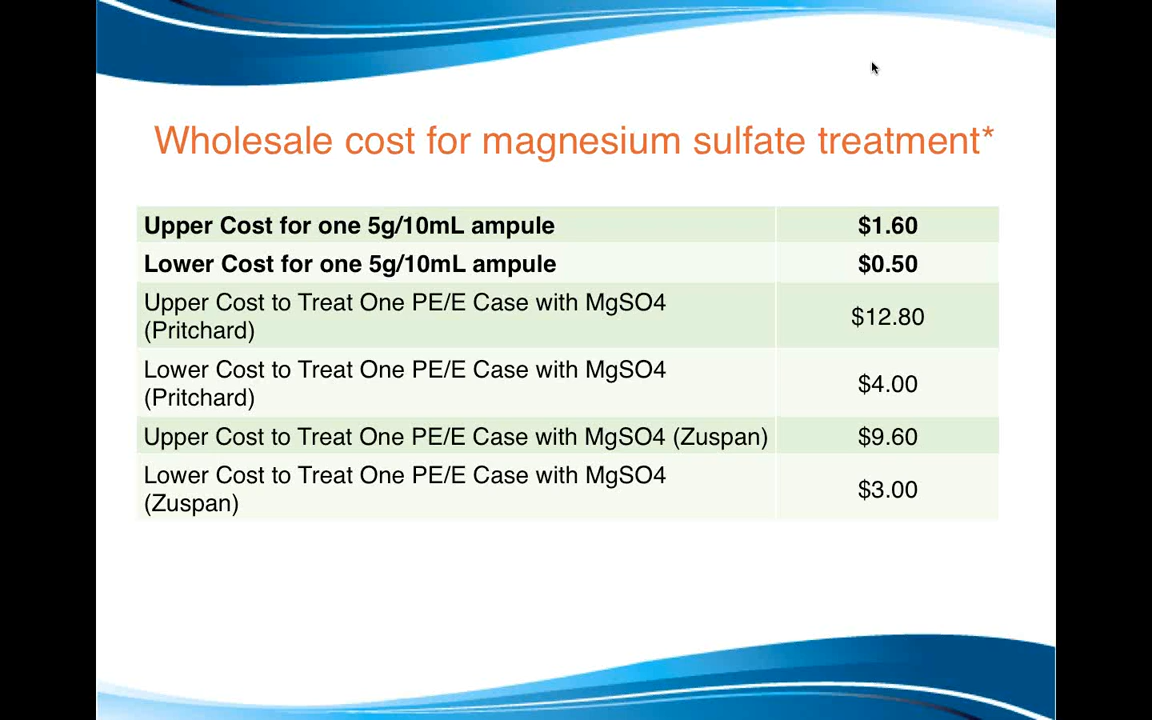 Wholesale cost for magnesium sulfate treatment*
Upper Cost for one 5g/10mL ampule $1.60
Lower Cost for one 5g/10mL ampule $0.50
Upper Cost to Treat One PE/E Case with MgSO4
(Pritchard) $12.80
Lower Cost to Treat One PE/E Case with MgSO4
(Pritchard) $4.00
Upper Cost to Treat One PE/E Case with MgSO4 (Zuspan) $9.60
Lower Cost to Treat One PE/E Case with MgSO4
(Zuspan) $3.00